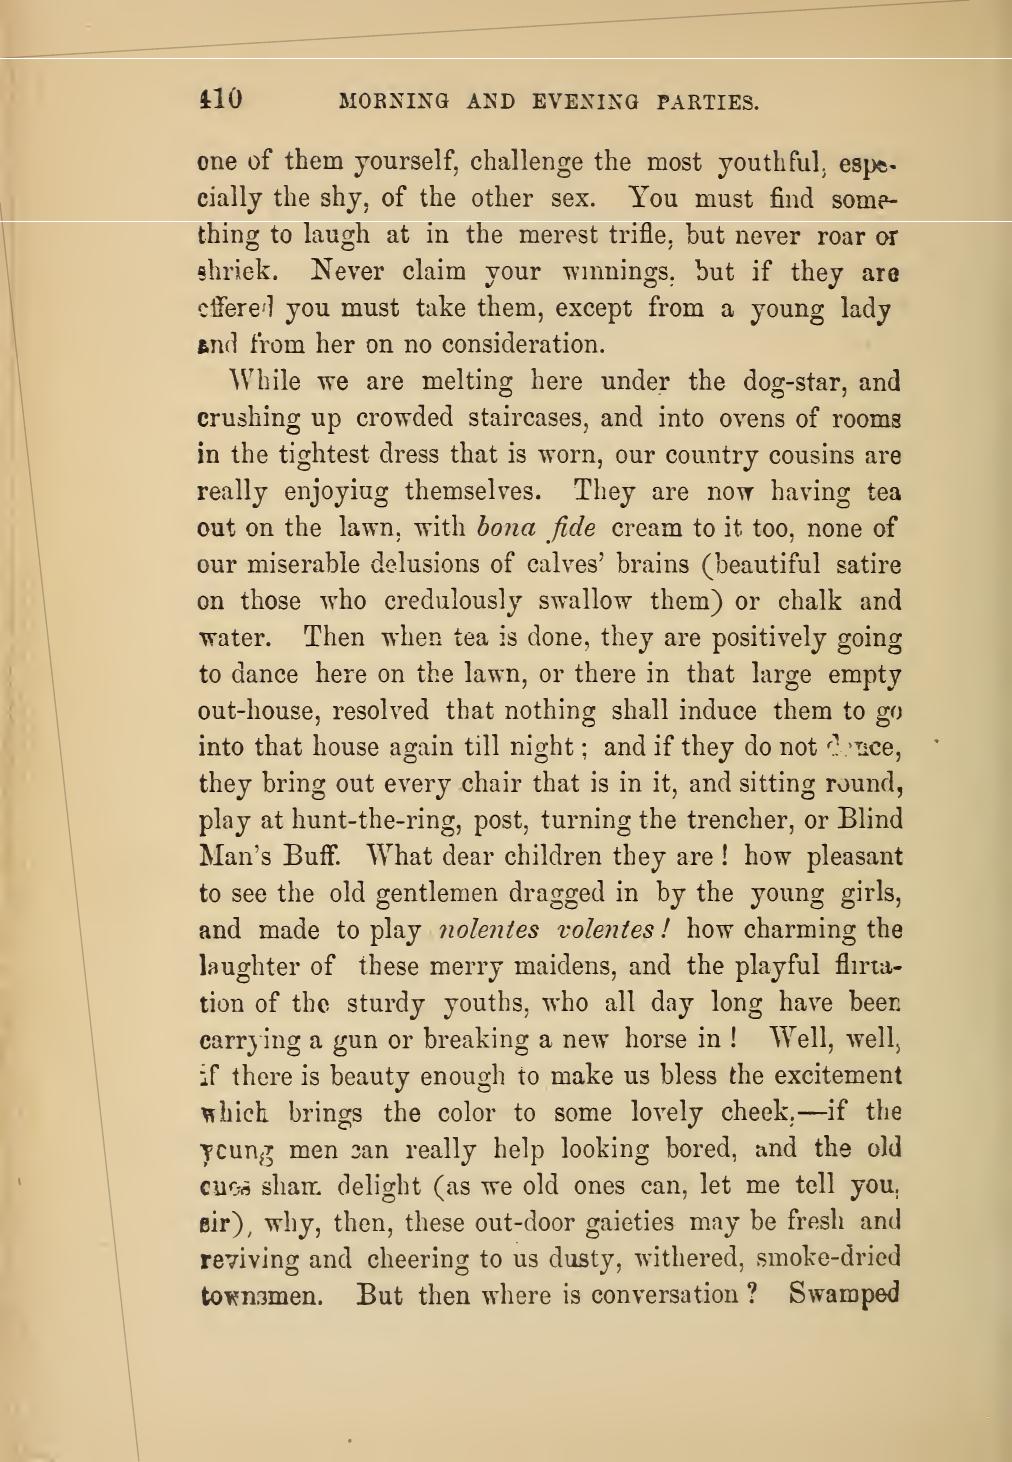 410 MORNING AND EVENING PARTIES.
one of them yourself, challenge the most youthful, espe-
cially the shy, of the other sex. You must find some-
thing to laugh at in the merest trifle, but never roar or
shriek. Never claim your winnings, but if they are
offered you must take them, except from a young lady
and from her on no consideration.
While we are melting here under the dog-star, and
crushing up crowded staircases, and into ovens of rooms
in the tightest dress that is worn, our country cousins are
really enjoyiug themselves. They are now having tea
out on the lawn, with bona fide cream to it too, none of
our miserable delusions of calves’ brains (beautiful satire
on those who credulously swallow them) or chalk and
water. Then when tea is done, they are positively going
to dance here on the lawn, or there in that large empty
out-house, resolved that nothing shall induce them to go
into that house again till night ; and if they do not dance,
they bring out every chair that is in it, and sitting round,
play at hunt-the-ring, post, turning the trencher, or Blind
Man’s Buff. What dear children they are ! how pleasant
to see the old gentlemen dragged in by the young girls,
and made to play nolentes volentes ! how charming the
laughter of these merry maidens, and the playful flirta-
tion of the sturdy youths, who all day long have been
carrying a gun or breaking a new horse in ! Well, well,
if there is beauty enough to make us bless the excitement
which brings the color to some lovely cheek,—if the
young men can really help looking bored, and the old
ones sham delight (as we old ones can, let me tell you,
sir), why, then, these out-door gaieties may be fresh and
reviving and cheering to us dusty, withered, smoke-dried
townsmen. But then where is conversation ? Swamped